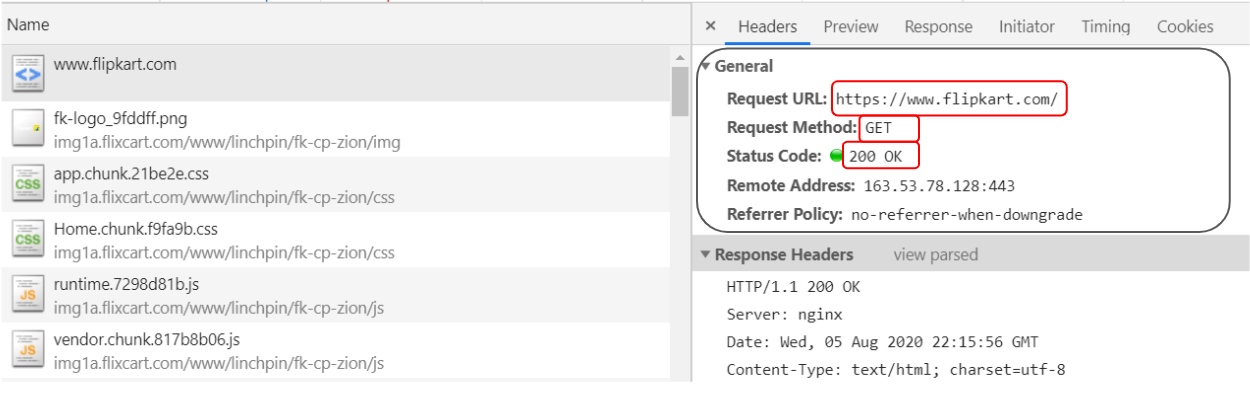 Name
www.flipkart.com
fk-logo_9fddff.png
img1a.flixcart.com/www/linchpin/fk-cp-zion/img
CSS
app.chunk.21be2e.css
img1a.flixcart.com/www/linchpin/fk-cp-zion/css
CSS
Home.chunk.f9fa9b.css
img1a.flixcart.com/www/linchpin/fk-cp-zion/css
JS
runtime.7298d81b.js
img1a.flixcart.com/www/linchpin/fk-cp-zion/js
JS
vendor.chunk.817b8b06.js
img1a.flixcart.com/www/linchpin/fk-cp-zion/js
× Headers Preview Response Initiator Timing Cookies
▼ General
Request URL: https://www.flipkart.com/
Request Method: GET
Status Code: 200 OK
Remote Address: 163.53.78.128:443
Referrer Policy: no-referrer-when-downgrade
▼ Response Headers view parsed
HTTP/1.1 200 OK
Server: nginx
Date: Wed, 05 Aug 2020 22:15:56 GMT
Content-Type: text/html; charset=utf-8